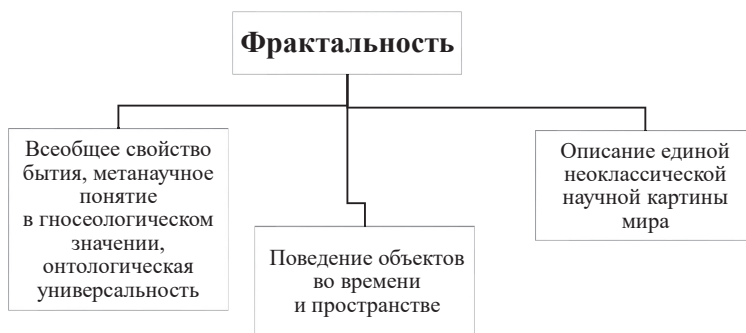 Фрактальность
Всеобщее свойство
бытия, метанаучное
понятие
в гносеологическом
значении,
онтологическая
универсальность
Поведение объектов
во времени
и пространстве
Описание единой
неоклассической
научной картины
мира